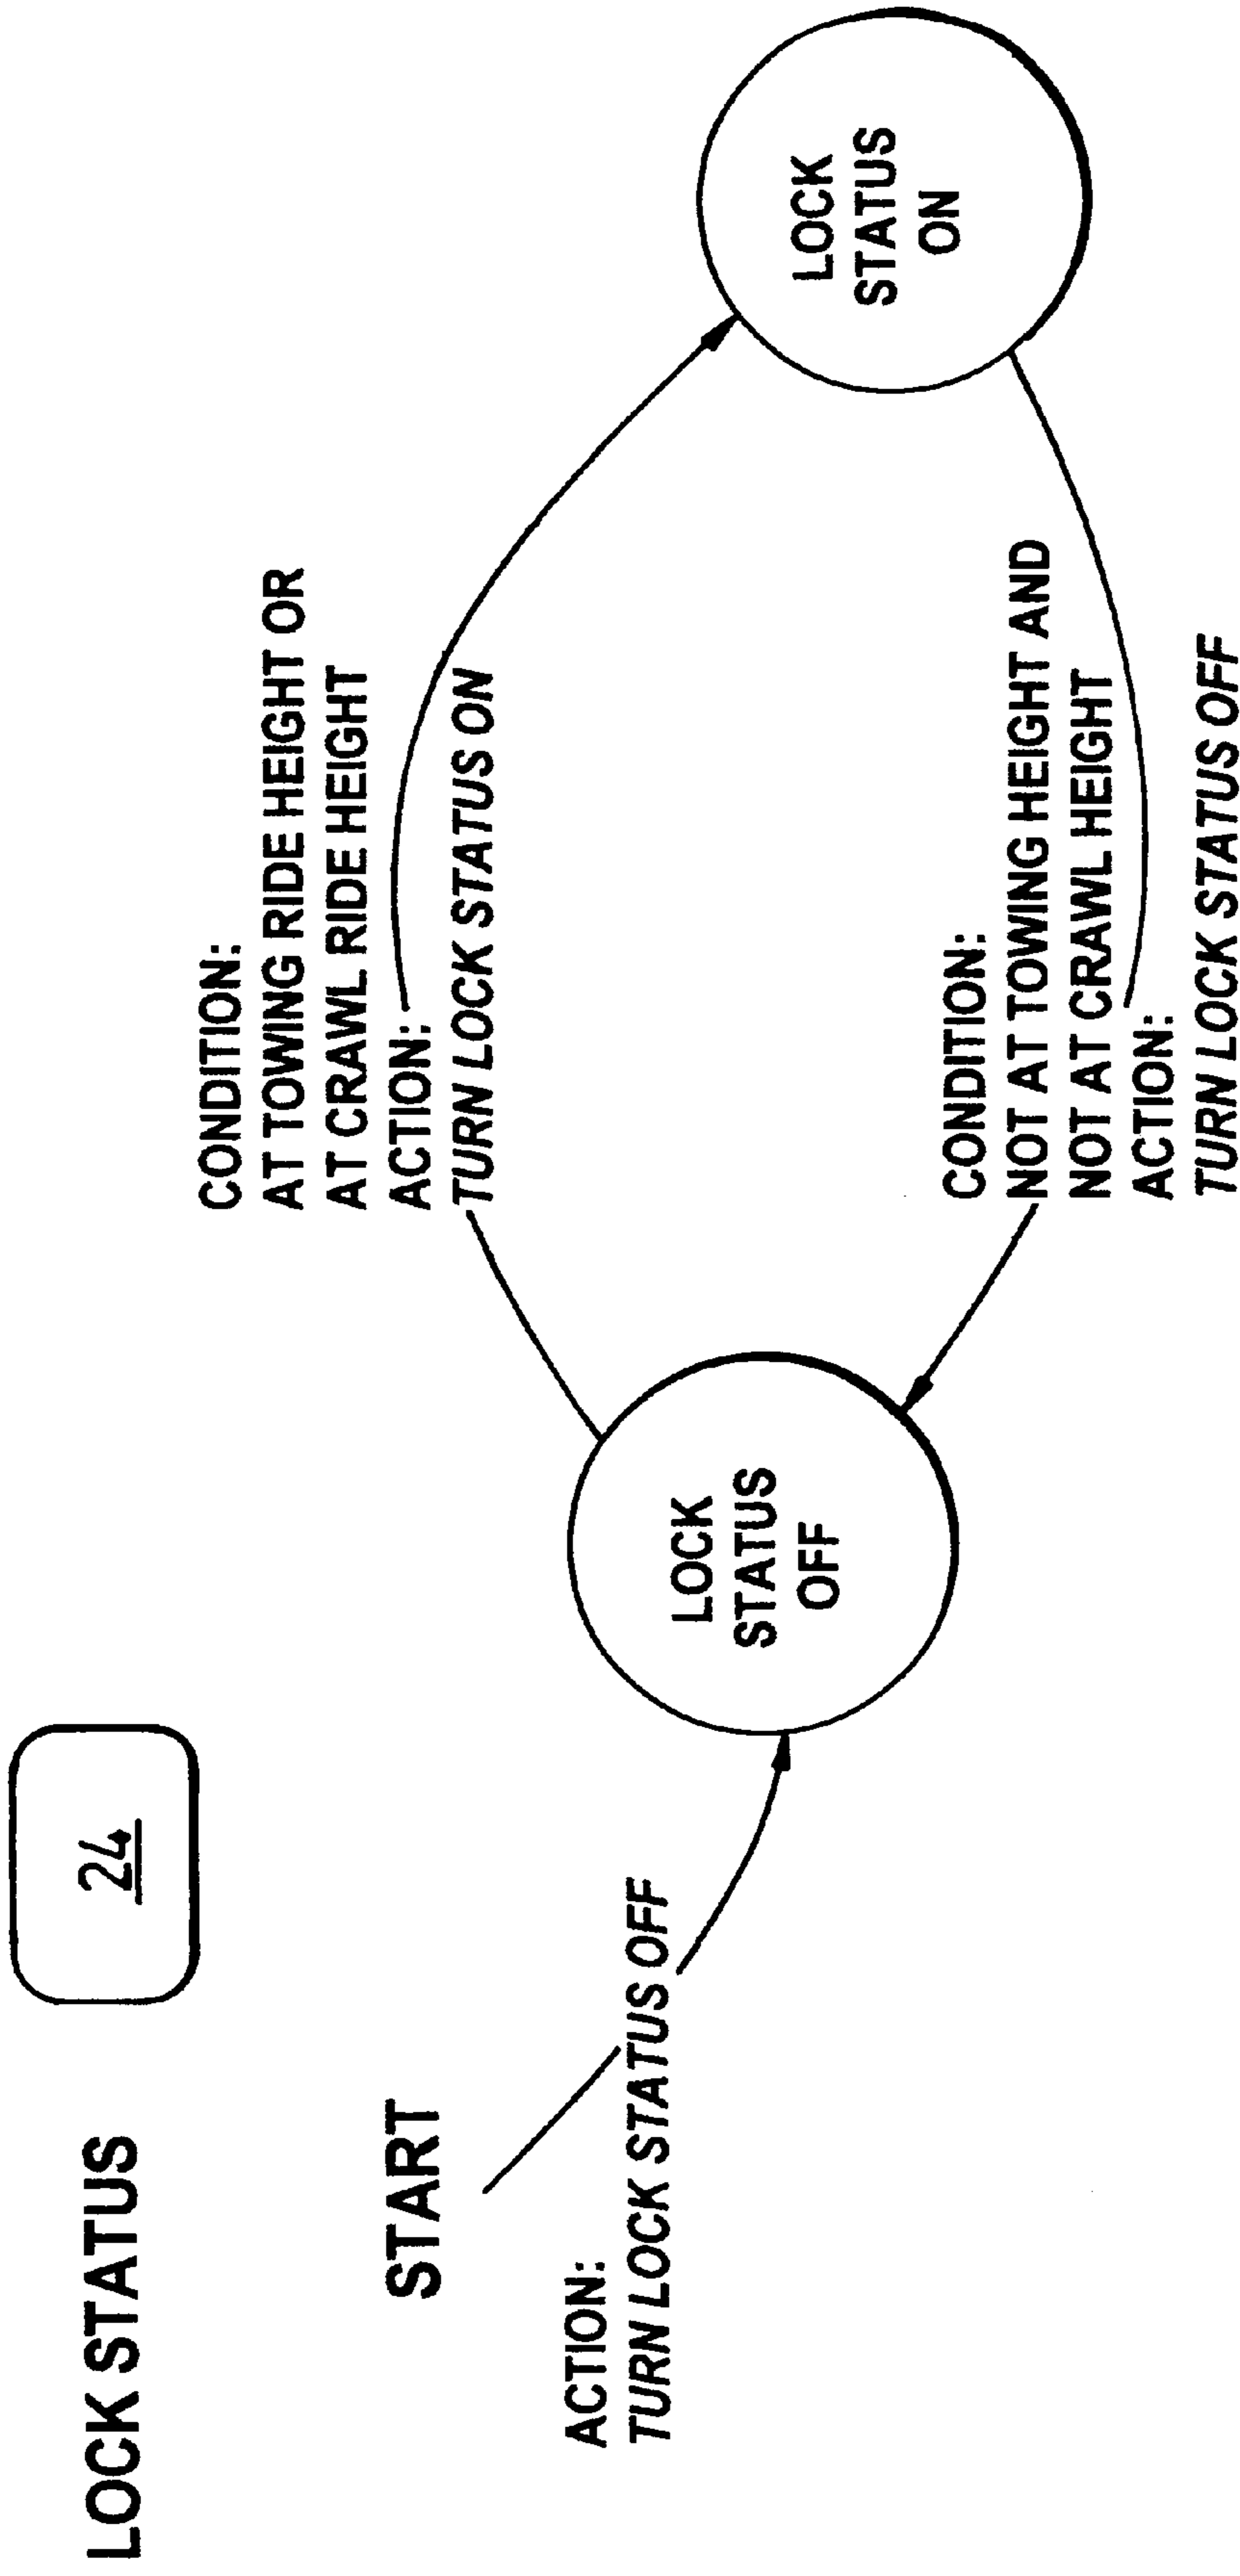 LOCK STATUS
24
START
ACTION:
TURN LOCK STATUS OFF
LOCK
STATUS
OFF
CONDITION:
AT TOWING RIDE HEIGHT OR
AT CRAWL RIDE HEIGHT
ACTION:
TURN LOCK STATUS ON
CONDITION:
NOT AT TOWING HEIGHT AND
NOT AT CRAWL HEIGHT
ACTION:
TURN LOCK STATUS OFF
LOCK
STATUS
ON